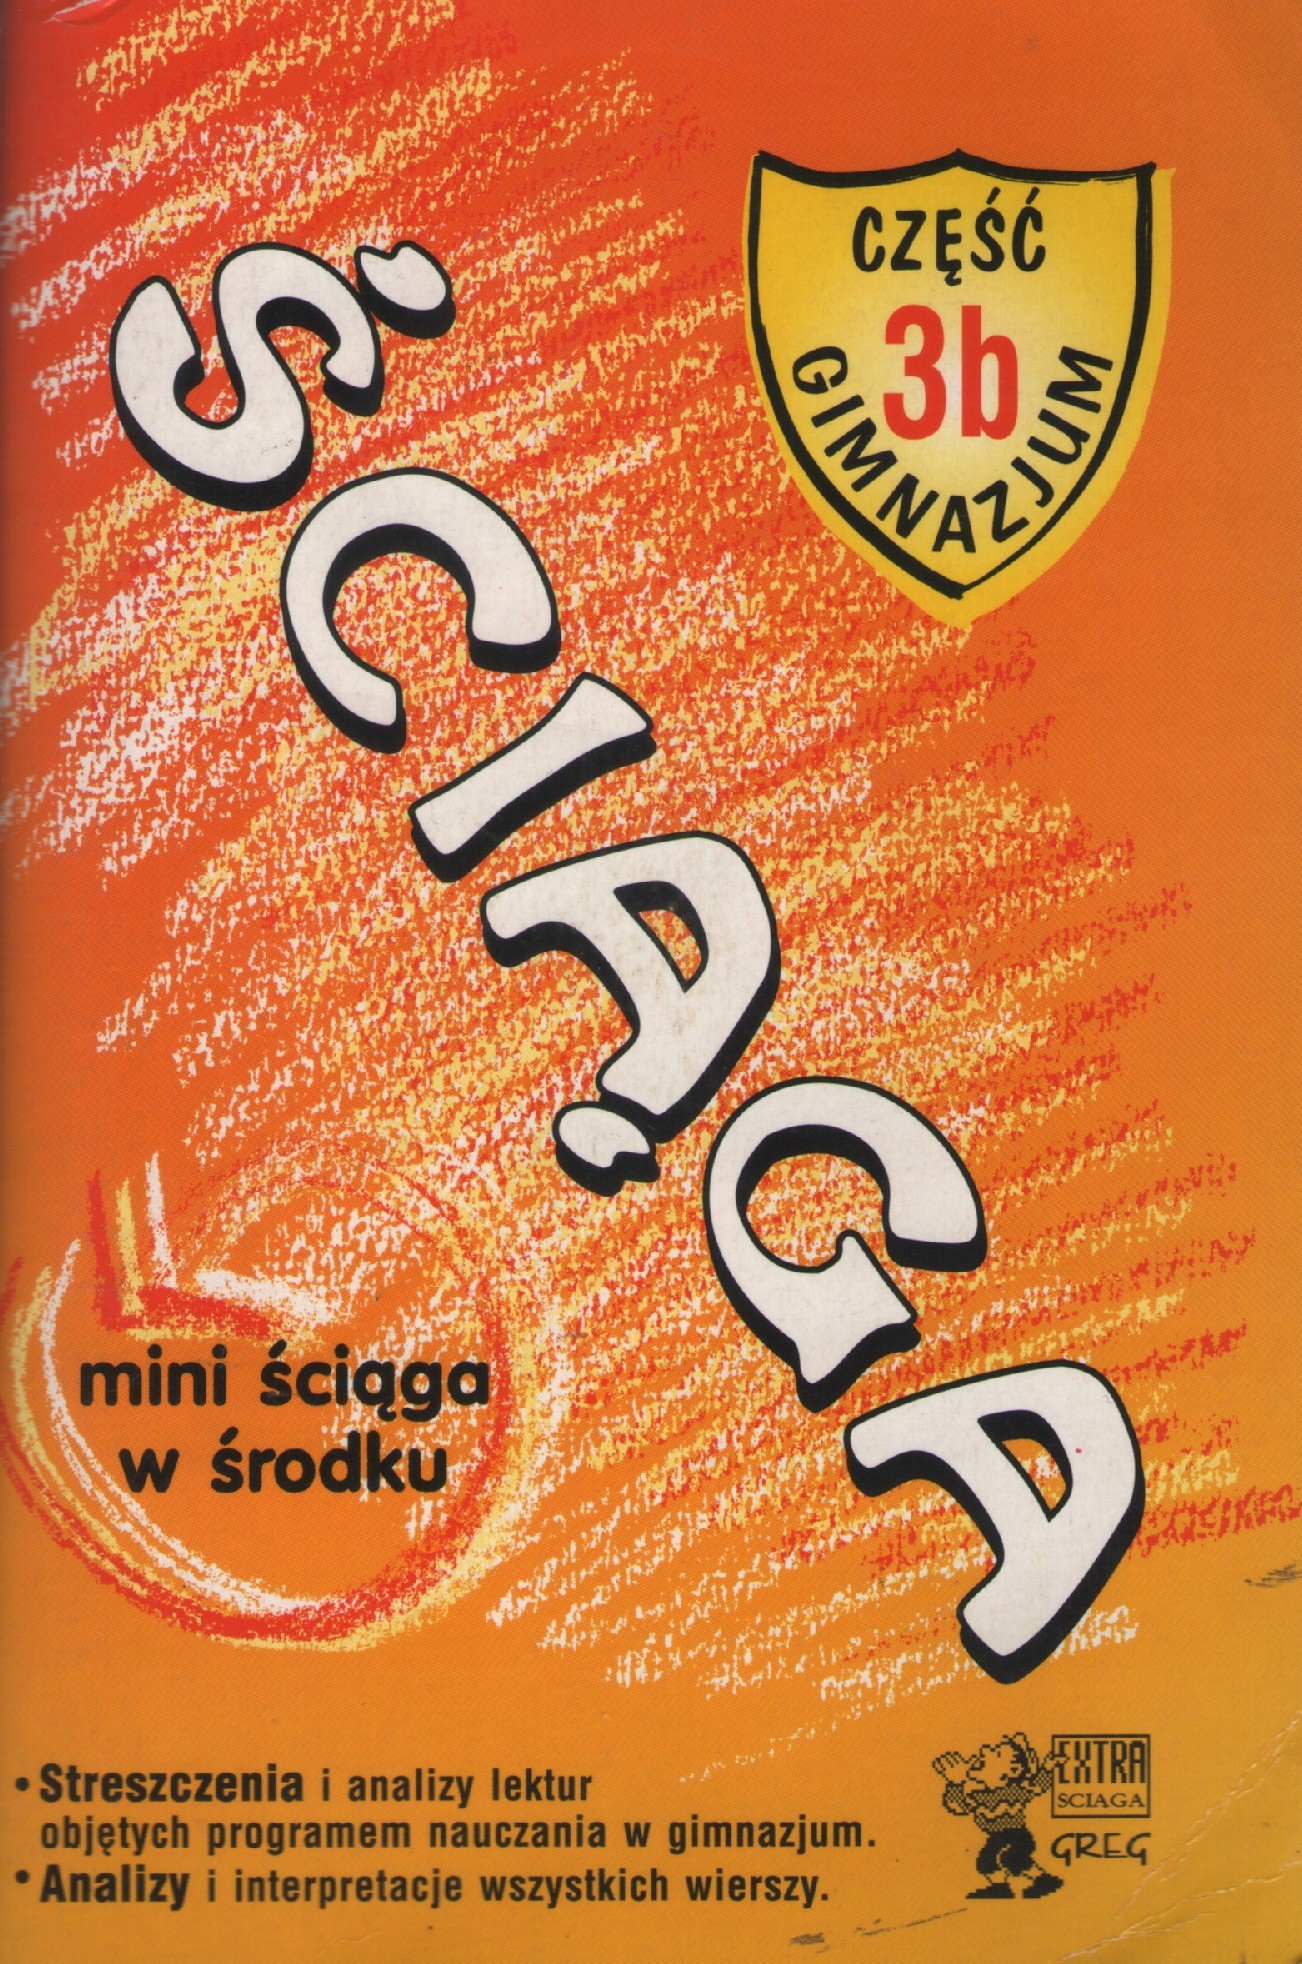 CZĘŚĆ
3b
GIMNAZJUM
ŚCIĄGA
mini ściąga
w środku
• Streszczenia i analizy lektur
objętych programem nauczania w gimnazjum.
• Analizy i interpretacje wszystkich wierszy.
EXTRA
SCIAGA
GREG